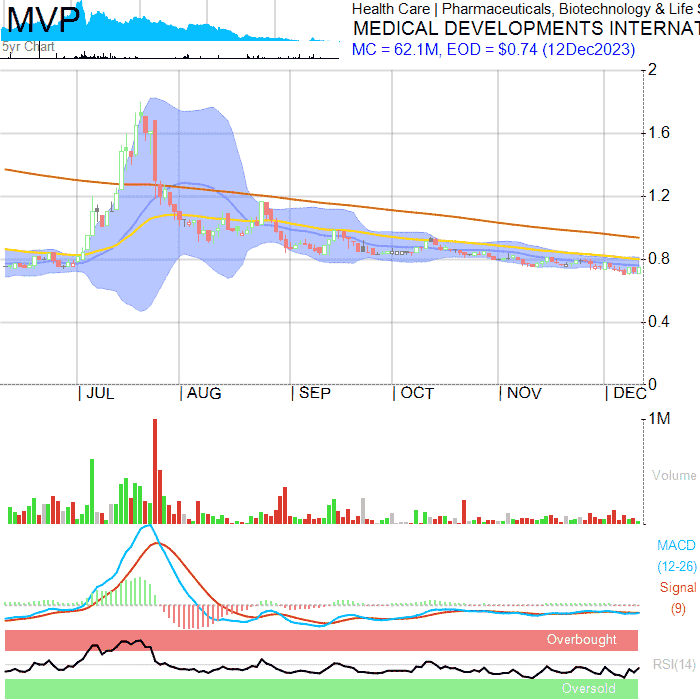 MVP
5yr Chart
Health Care | Pharmaceuticals, Biotechnology & Life
MEDICAL DEVELOPMENTS INTERNAT
MC = 62.1M, EOD = $0.74 (12Dec2023)
2
1.6
1.2
0.8
0.4
0
| JUL | AUG | SEP | OCT | NOV | DEC
1M
Volume
MACD
(12-26)
Signal
(9)
Overbought
RSI(14)
Oversold